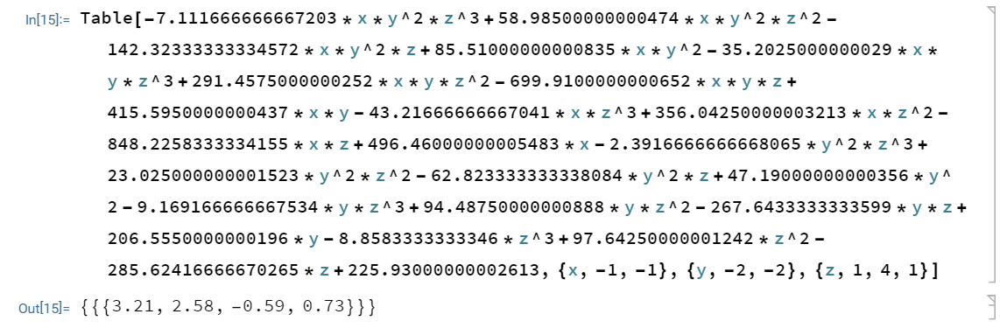 In[15]:= Table[-7.111666666667203 * x * y ^ 2 * z ^ 3 + 58.98500000000474 * x * y ^ 2 * z ^ 2 -
142.32333333334572 * x * y ^ 2 * z + 85.51000000000835 * x * y ^ 2 - 35.2025000000029 * x *
y * z ^ 3 + 291.4575000000252 * x * y * z ^ 2 - 699.9100000000652 * x * y * z +
415.5950000000437 * x * y - 43.21666666667041 * x * z ^ 3 + 356.04250000003213 * x * z ^ 2 -
848.2258333334155 * x * z + 496.46000000005483 * x - 2.3916666666668065 * y ^ 2 * z ^ 3 +
23.025000000001523 * y ^ 2 * z ^ 2 - 62.823333333338084 * y ^ 2 * z + 47.19000000000356 * y ^
2 - 9.169166666667534 * y * z ^ 3 + 94.48750000000888 * y * z ^ 2 - 267.6433333333599 * y * z +
206.5550000000196 * y - 8.8583333333346 * z ^ 3 + 97.64250000001242 * z ^ 2 -
285.62416666670265 * z + 225.93000000002613, {x, -1, -1}, {y, -2, -2}, {z, 1, 4, 1}]
Out[15]= {{{3.21, 2.58, -0.59, 0.73}}}